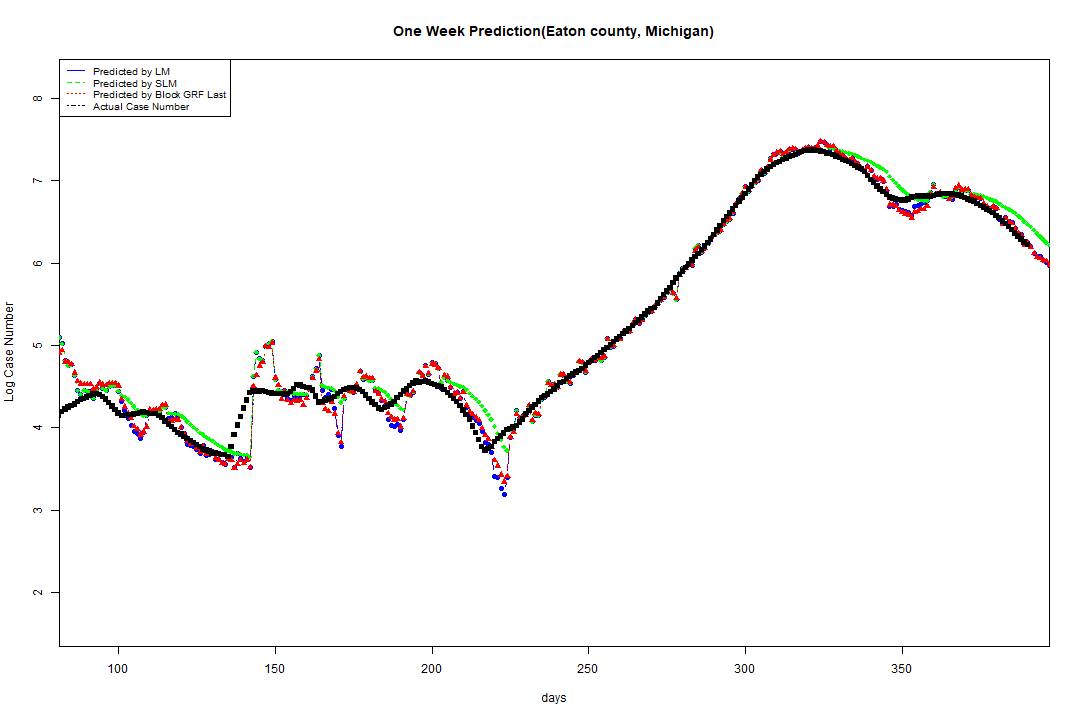 One Week Prediction(Eaton county, Michigan)
Predicted by LM
Predicted by SLM
Predicted by Block GRF Last
Actual Case Number
8
7
6
5
4
3
2
Log Case Number
100 150 200 250 300 350
days